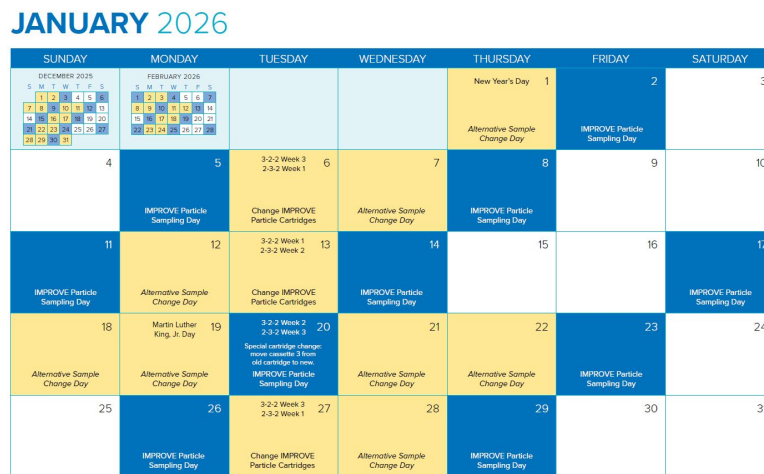 JANUARY 2026
SUNDAY MONDAY TUESDAY WEDNESDAY THURSDAY FRIDAY SATURDAY
DECEMBER 2025
S M T W T F S
1 2 3 4 5 6
7 8 9 10 11 12 13
14 15 16 17 18 19 20
21 22 23 24 25 26 27
28 29 30 31
FEBRUARY 2026
S M T W T F S
1 2 3 4 5 6 7
8 9 10 11 12 13 14
15 16 17 18 19 20 21
22 23 24 25 26 27 28
New Year's Day 1
Alternative Sample
Change Day
2
IMPROVE Particle
Sampling Day
3
4
5
IMPROVE Particle
Sampling Day
3-2-2 Week 3
2-3-2 Week 1
6
Change IMPROVE
Particle Cartridges
7
Alternative Sample
Change Day
8
IMPROVE Particle
Sampling Day
9
10
11
IMPROVE Particle
Sampling Day
12
Alternative Sample
Change Day
3-2-2 Week 1
2-3-2 Week 2
13
Change IMPROVE
Particle Cartridges
14
IMPROVE Particle
Sampling Day
15
16
17
IMPROVE Particle
Sampling Day
18
Alternative Sample
Change Day
Martin Luther
King, Jr. Day
19
Alternative Sample
Change Day
3-2-2 Week 2
2-3-2 Week 3
20
Special cartridge change:
move cassette 3 from
old cartridge to new.
IMPROVE Particle
Sampling Day
21
Alternative Sample
Change Day
22
Alternative Sample
Change Day
23
IMPROVE Particle
Sampling Day
24
25
26
IMPROVE Particle
Sampling Day
3-2-2 Week 3
2-3-2 Week 1
27
Change IMPROVE
Particle Cartridges
28
Alternative Sample
Change Day
29
IMPROVE Particle
Sampling Day
30